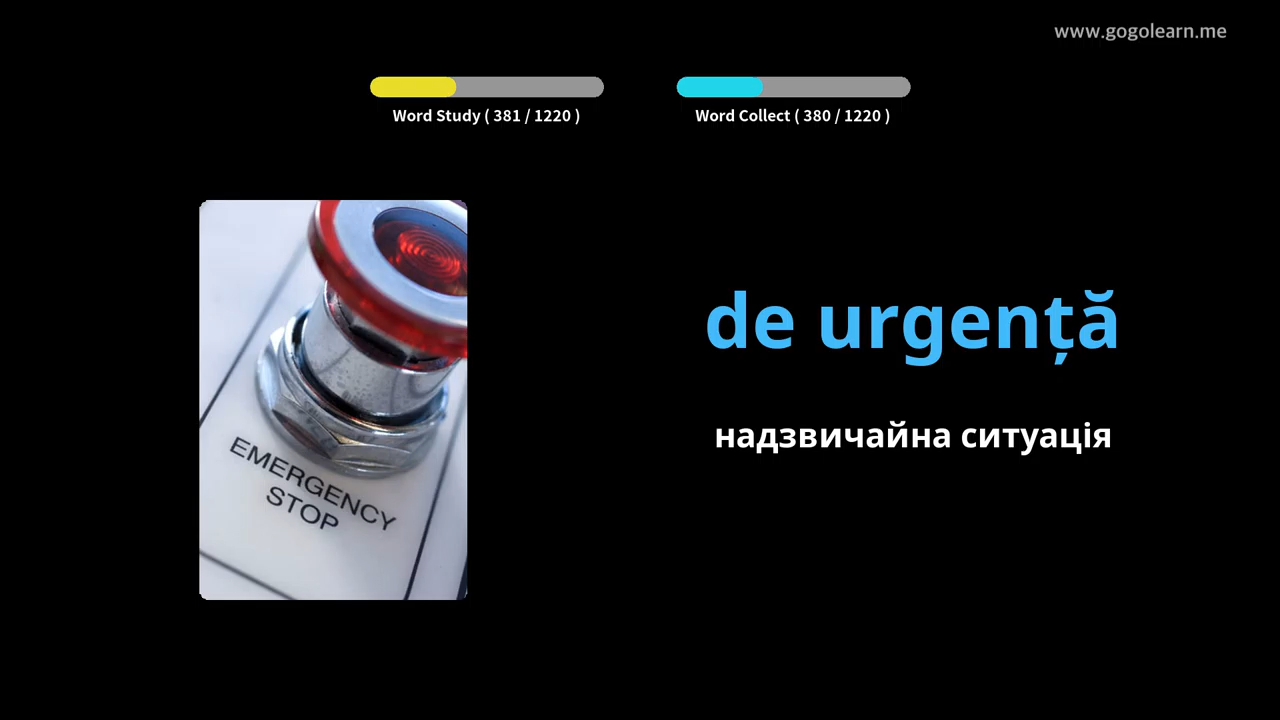 www.gogolearn.me
Word Study ( 381 / 1220 )
Word Collect ( 380 / 1220 )
de urgență
надзвичайна ситуація
EMERGENCY
STOP